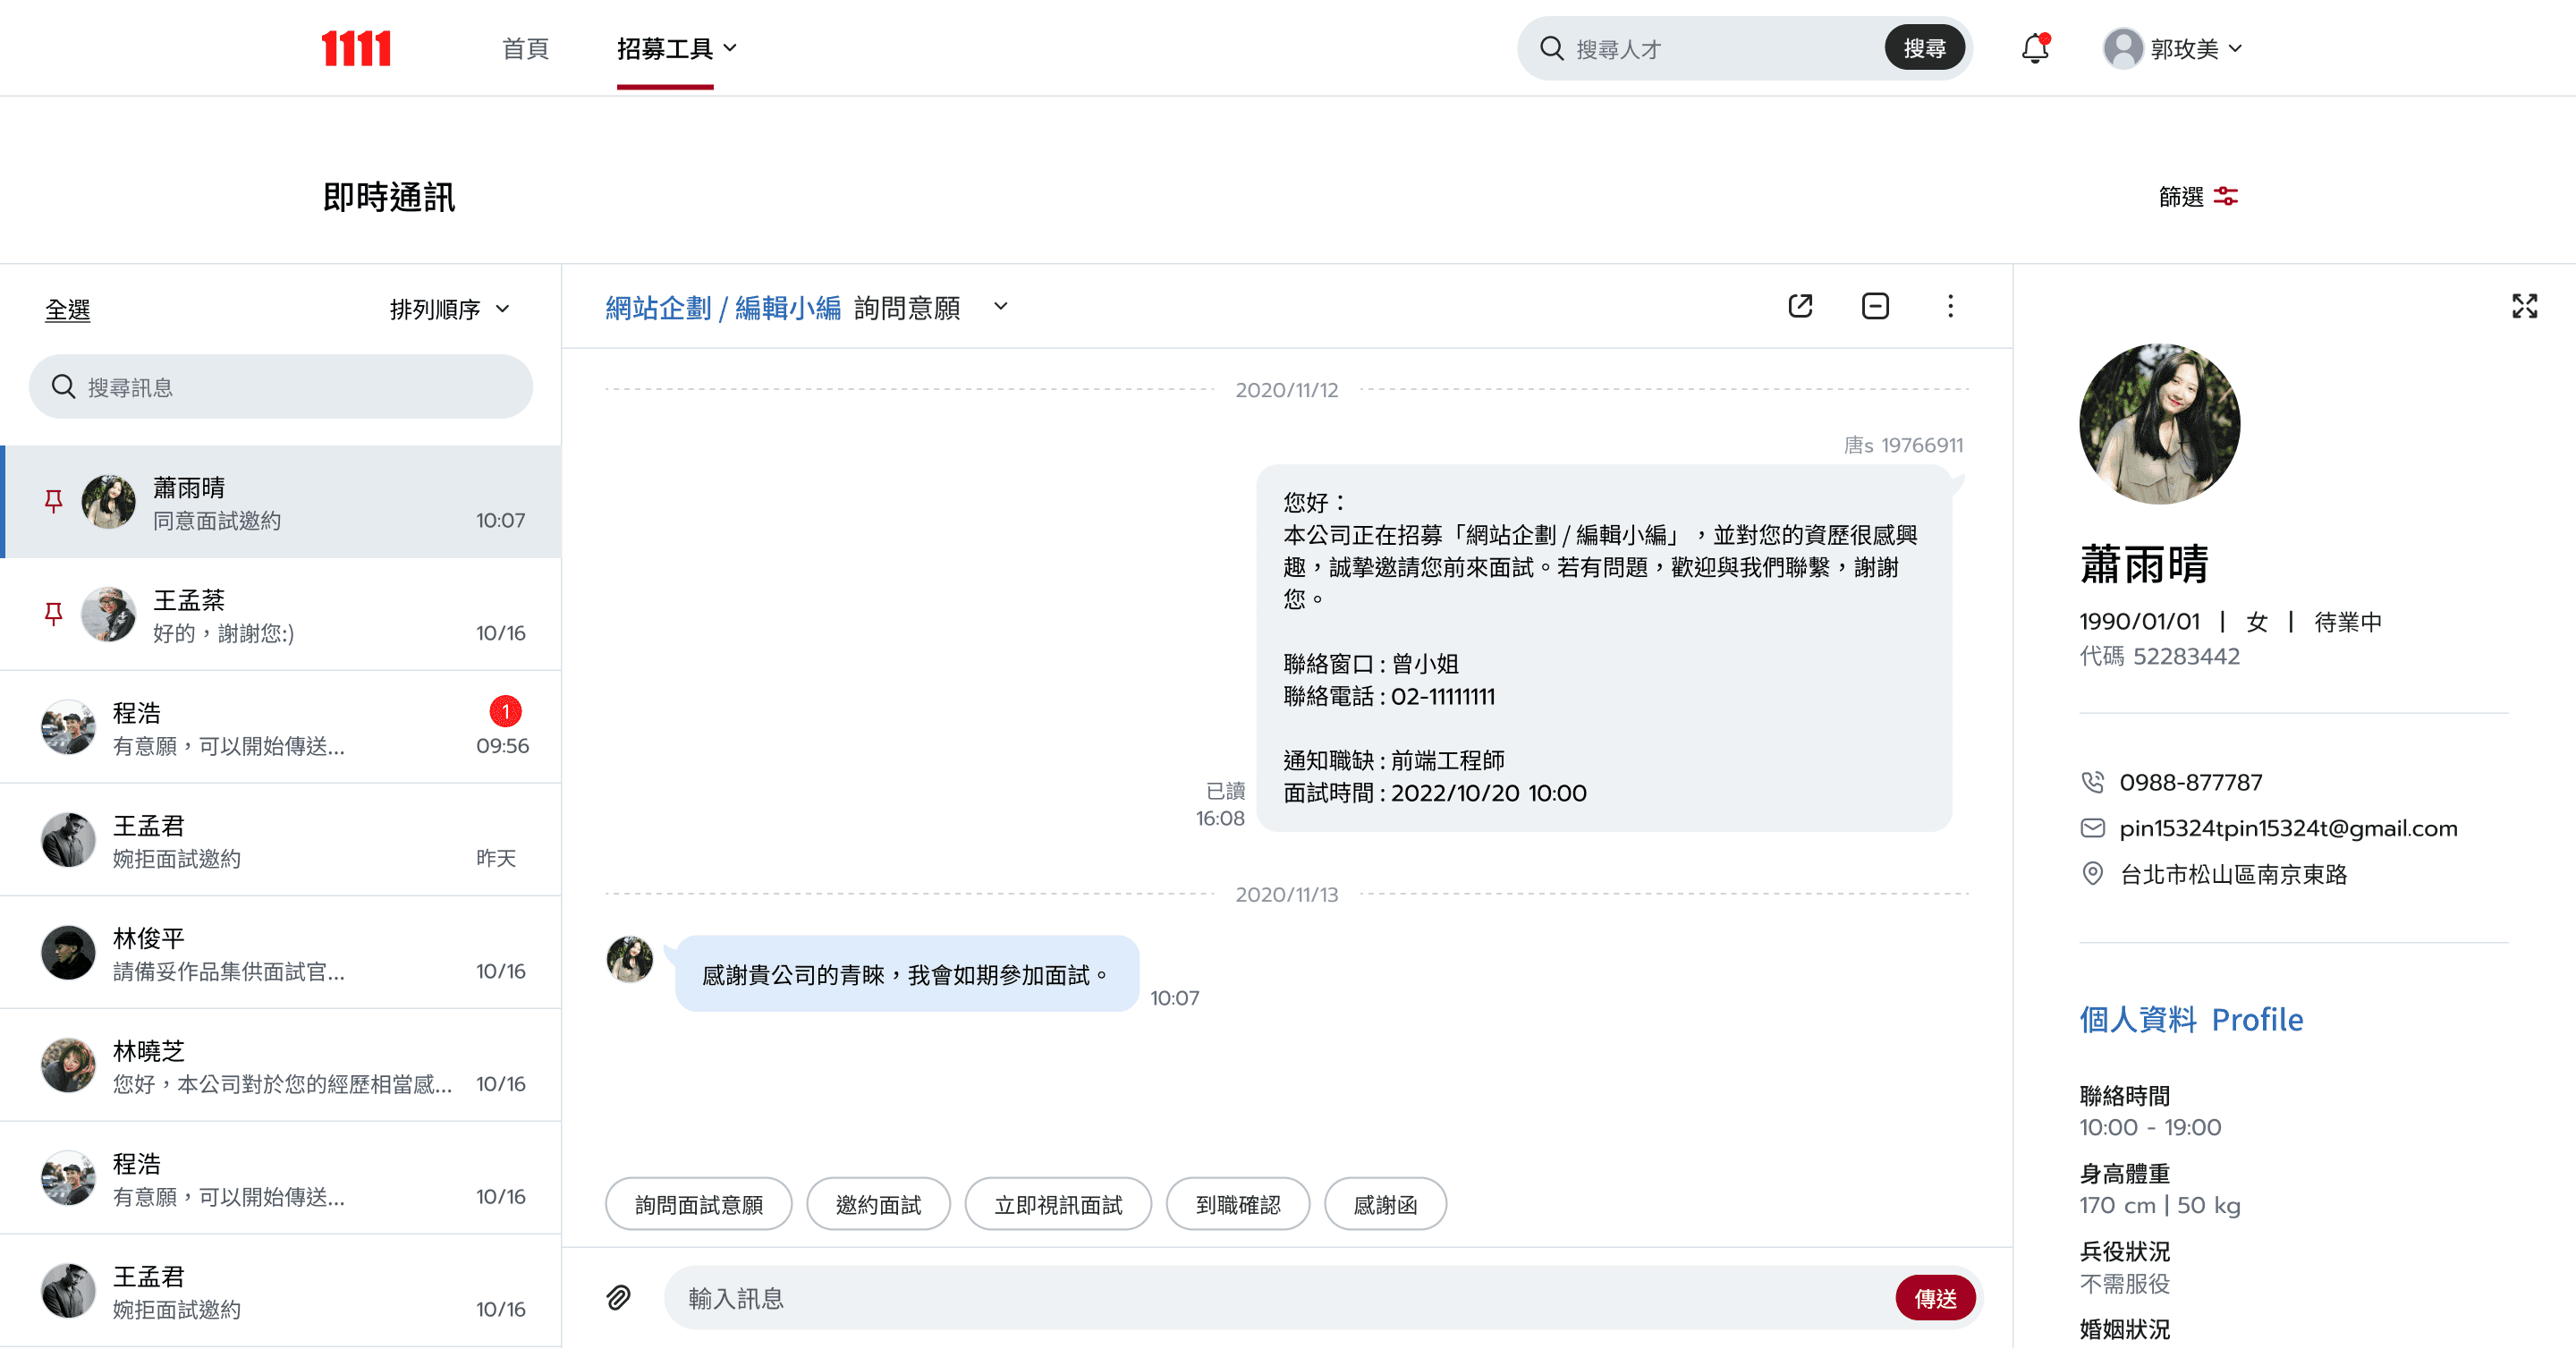 1111
首頁
招募工具
搜尋人才
搜尋
郭玫美
即時通訊
篩選
全選
排列順序
搜尋訊息
蕭雨晴
同意面試邀約
10:07
王孟菜
好的，謝謝您:)
10/16
程浩
1
有意願，可以開始傳送...
09:56
王孟君
婉拒面試邀約
昨天
林俊平
請備妥作品集供面試官...
10/16
林曉芝
您好，本公司對於您的經歷相當感...
10/16
程浩
有意願，可以開始傳送...
10/16
王孟君
婉拒面試邀約
10/16
網站企劃 / 編輯小編 詢問意願
2020/11/12
唐s 19766911
您好：
本公司正在招募「網站企劃 / 編輯小編」，並對您的資歷很感興
趣，誠摯邀請您前來面試。若有問題，歡迎與我們聯繫，謝謝
您。
聯絡窗口 : 曾小姐
聯絡電話 : 02-11111111
通知職缺 : 前端工程師
面試時間 : 2022/10/20 10:00
已讀
16:08
2020/11/13
感謝貴公司的青睞，我會如期參加面試。
10:07
詢問面試意願
邀約面試
立即視訊面試
到職確認
感謝函
輸入訊息
傳送
蕭雨晴
1990/01/01 | 女 | 待業中
代碼 52283442
0988-877787
pin15324tpin15324t@gmail.com
台北市松山區南京東路
個人資料 Profile
聯絡時間
10:00 - 19:00
身高體重
170 cm | 50 kg
兵役狀況
不需服役
婚姻狀況